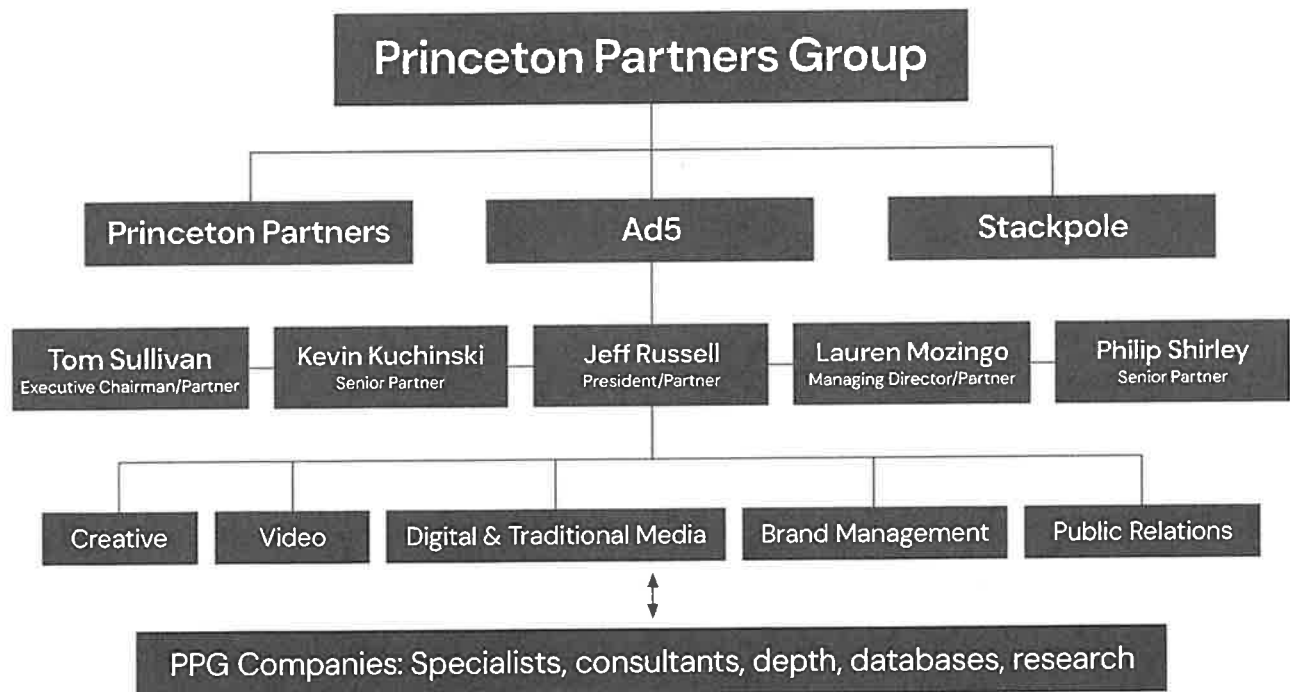 Princeton Partners Group
Princeton Partners
Ad5
Stackpole
Tom Sullivan
Executive Chairman/Partner
Kevin Kuchinski
Senior Partner
Jeff Russell
President/Partner
Lauren Mozingo
Managing Director/Partner
Philip Shirley
Senior Partner
Creative
Video
Digital & Traditional Media
Brand Management
Public Relations
PPG Companies: Specialists, consultants, depth, databases, research